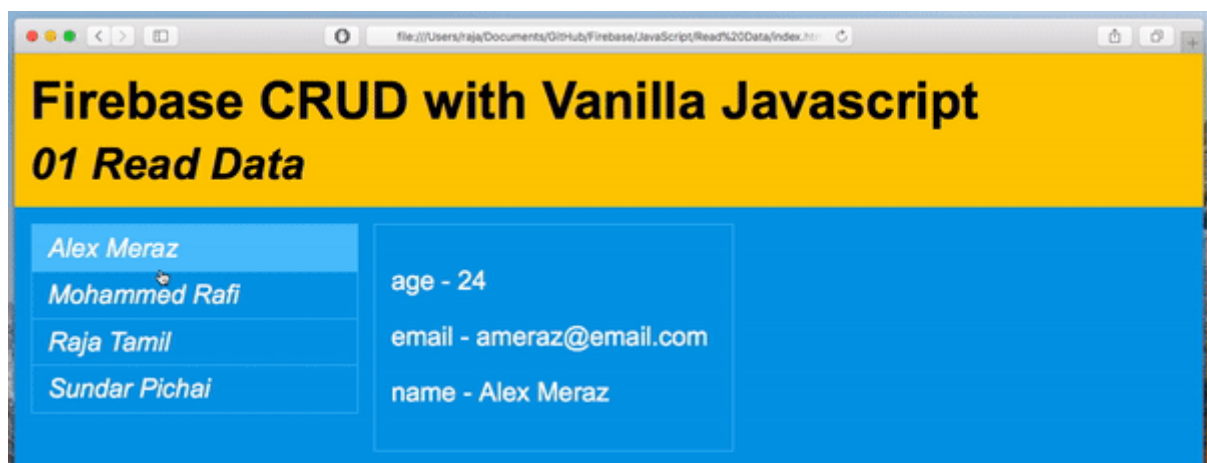 file:///Users/raja/Documents/GitHub/Firebase/JavaScript/Read%20Data/index.htm
Firebase CRUD with Vanilla Javascript
01 Read Data
Alex Meraz
Mohammed Rafi
Raja Tamil
Sundar Pichai
age - 24
email - ameraz@email.com
name - Alex Meraz